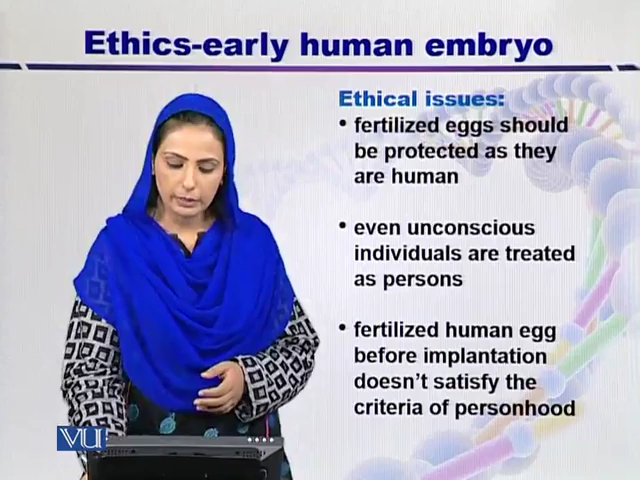 Ethics-early human embryo
Ethical issues:
• fertilized eggs should
be protected as they
are human
• even unconscious
individuals are treated
as persons
• fertilized human egg
before implantation
doesn't satisfy the
criteria of personhood
VU